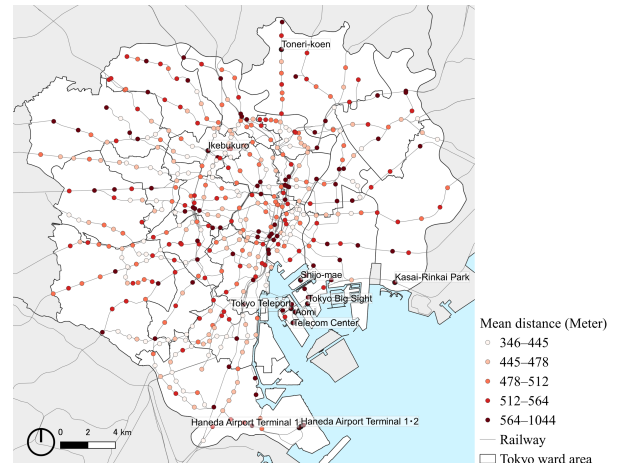 Toneri-koen
Ikebukuro
Shijo-mae
Kasai-Rinkai Park
Tokyo Teleport
Tokyo Big Sight
Aomi
Telecom Center
Haneda Airport Terminal 1
Haneda Airport Terminal 1・2
0 2 4 km
Mean distance (Meter)
346–445
445–478
478–512
512–564
564–1044
Railway
Tokyo ward area